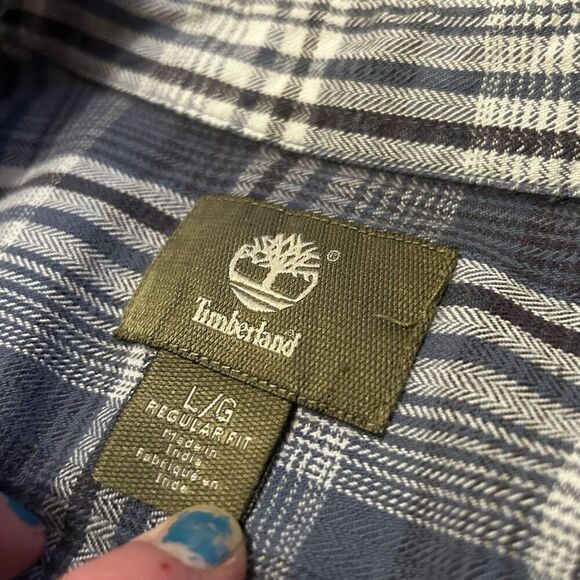 ®
Timberland
L/G
REGULAR FIT
Made in
India
Fabriqué en
Inde